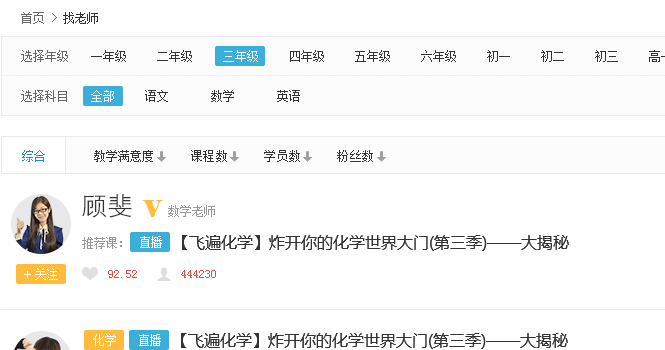 首页 > 找老师
选择年级 一年级 二年级 三年级 四年级 五年级 六年级 初一 初二 初三 高一
选择科目 全部 语文 数学 英语
综合 教学满意度 课程数 学员数 粉丝数
顾斐 V 数学老师
推荐课： 直播 【飞遍化学】炸开你的化学世界大门(第三季)——大揭秘
+关注 92.52 444230
化学 直播 【飞遍化学】炸开你的化学世界大门(第三季)——大揭秘